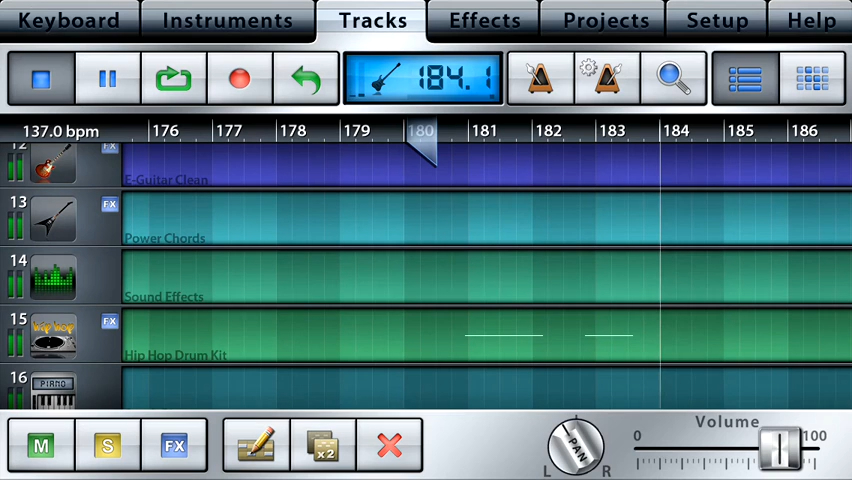 Keyboard Instruments Tracks Effects Projects Setup Help
184.1
137.0 bpm 176 177 178 179 180 181 182 183 184 185 186
12 FX
E-Guitar Clean
13 FX
Power Chords
14
Sound Effects
15 FX
Hip Hop
Hip Hop Drum Kit
16 PIANO
M S FX x2 PAN L R Volume 0 100